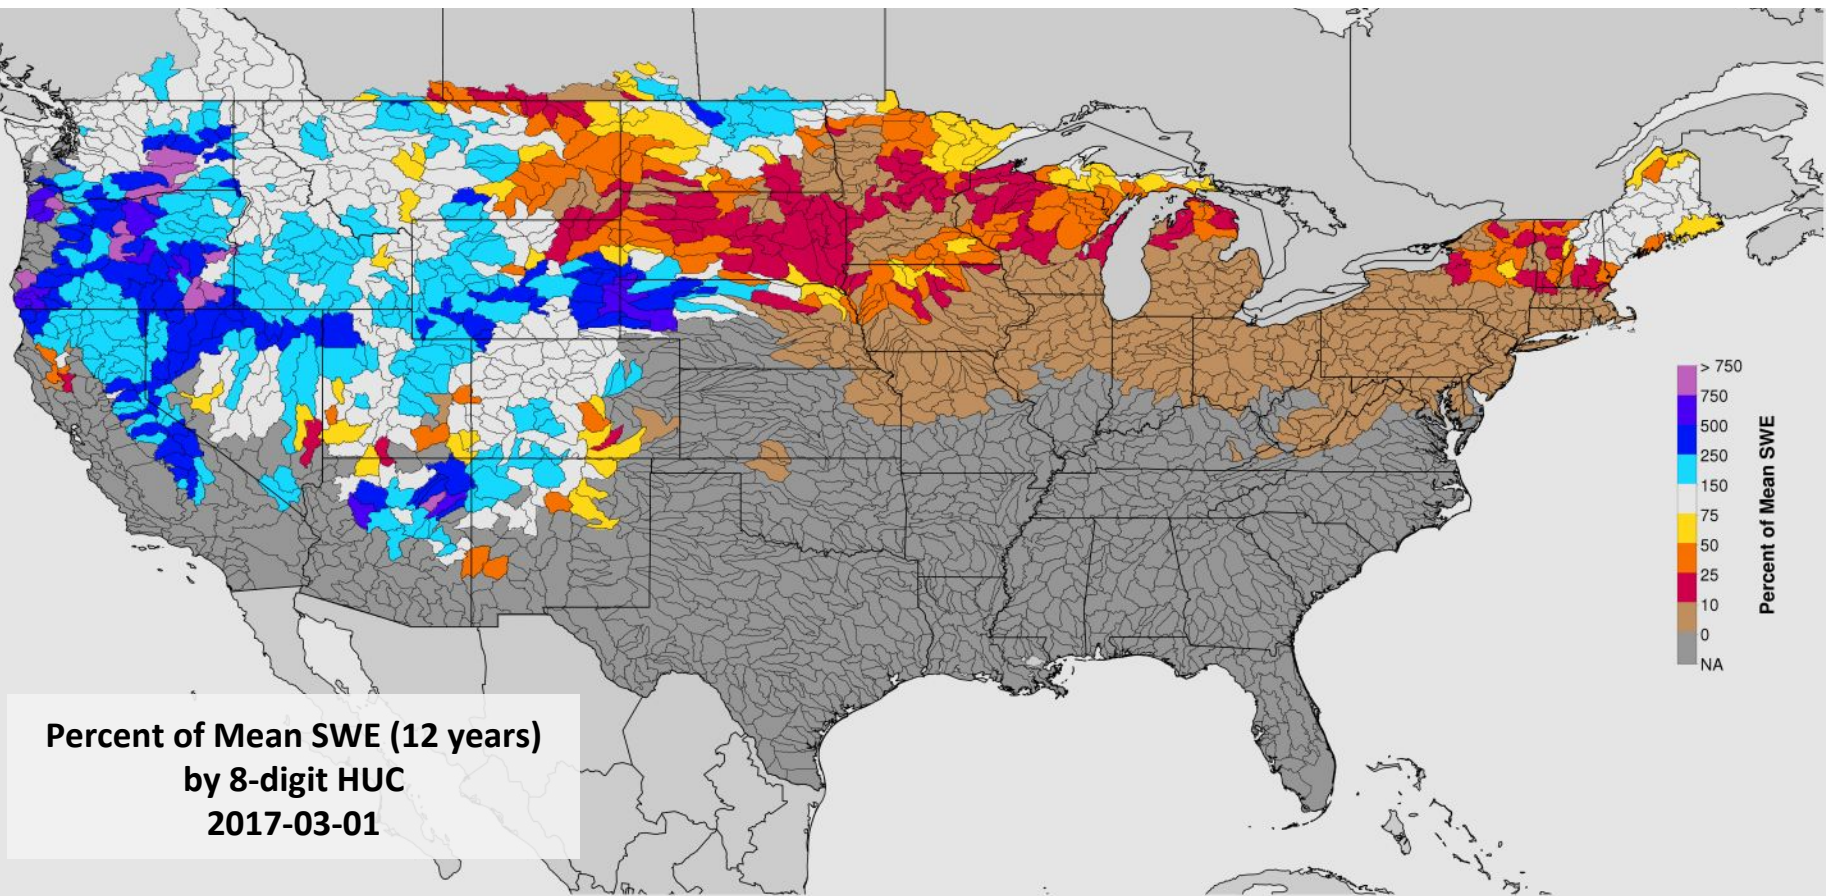 > 750
750
500
250
150
75
50
25
10
0
NA
Percent of Mean SWE
Percent of Mean SWE (12 years)
by 8-digit HUC
2017-03-01